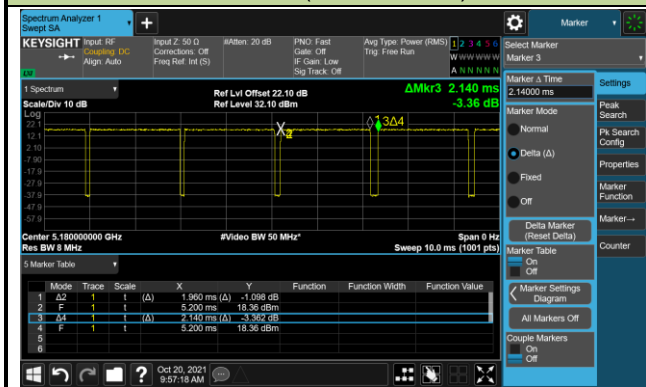 Spectrum Analyzer 1
Swept SA
Marker
KEYSIGHT Input: RF
Coupling: DC
Align: Auto
Input Z: 50 Ω
Corrections: Off
Freq Ref: Int (S)
#Atten: 20 dB
PNO: Fast
Gate: Off
IF Gain: Low
Sig Track: Off
Avg Type: Power (RMS)
Trig: Free Run
1 2 3 4 5 6
W W W W W W
A N N N N N
Select Marker
Marker 3
1 Spectrum
Scale/Div 10 dB
Ref Lvl Offset 22.10 dB
Ref Level 32.10 dBm
ΔMkr3 2.140 ms
-3.36 dB
Log
22.1
12.1
2.10
-7.90
-17.9
-27.9
-37.9
-47.9
-57.9
3Δ4
Center 5.180000000 GHz
Res BW 8 MHz
#Video BW 50 MHz*
Span 0 Hz
Sweep 10.0 ms (1001 pts)
5 Marker Table
Mode Trace Scale X Y Function Function Width Function Value
1 Δ2 1 t (Δ) 1.960 ms (Δ) -1.098 dB
2 F 1 t 5.200 ms 18.36 dBm
3 Δ4 1 t (Δ) 2.140 ms (Δ) -3.362 dB
4 F 1 t 5.200 ms 18.36 dBm
5
6
Marker Δ Time
2.14000 ms
Marker Mode
Normal
Delta (Δ)
Fixed
Off
Delta Marker
(Reset Delta)
Marker Table
On
Off
Marker Settings
Diagram
All Markers Off
Couple Markers
On
Off
Settings
Peak
Search
Pk Search
Config
Properties
Marker
Function
Marker→
Counter
Oct 20, 2021
9:57:18 AM